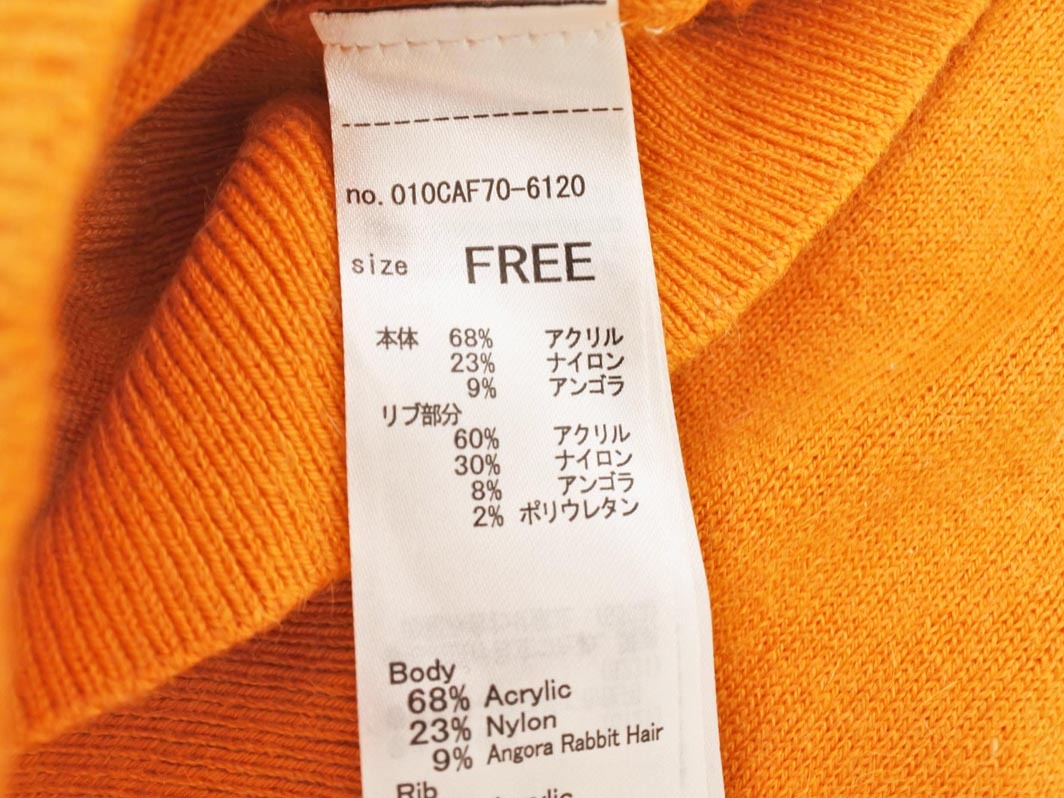 no. 010CAF70-6120
size FREE
本体 68% アクリル
23% ナイロン
9% アンゴラ
リブ部分
60% アクリル
30% ナイロン
8% アンゴラ
2% ポリウレタン
Body
68% Acrylic
23% Nylon
9% Angora Rabbit Hair
Rib